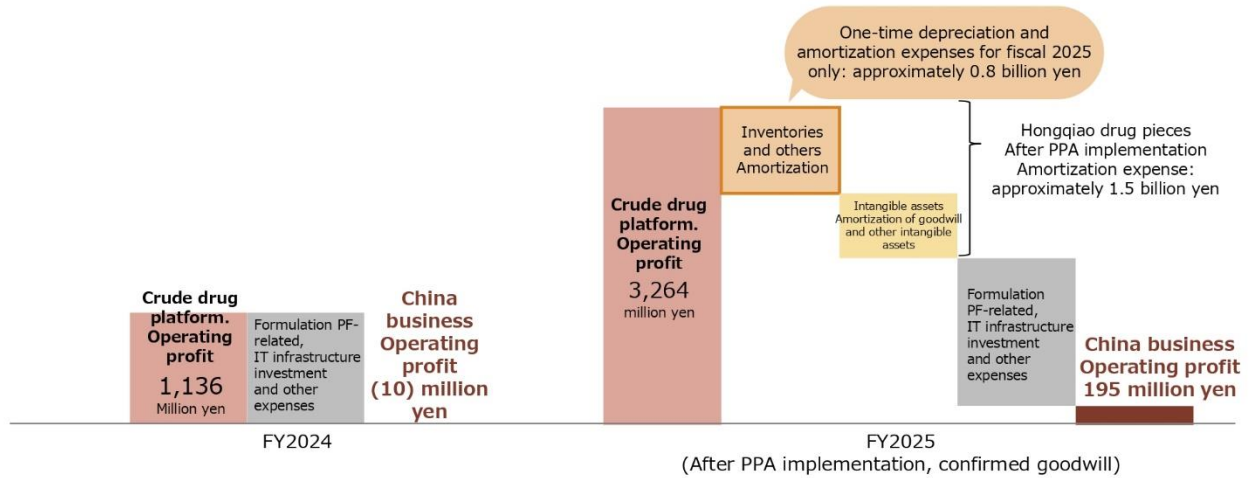 One-time depreciation and
amortization expenses for fiscal 2025
only: approximately 0.8 billion yen
Inventories
and others
Amortization
Hongqiao drug pieces
After PPA implementation
Amortization expense:
approximately 1.5 billion yen
Intangible assets
Amortization of goodwill
and other intangible
assets
Crude drug
platform.
Operating
profit
3,264
million yen
Formulation
PF-related,
IT infrastructure
investment
and other
expenses
China business
Operating profit
195 million yen
Crude drug
platform.
Operating
profit
1,136
Million yen
Formulation PF-
related,
IT infrastructure
investment
and other
expenses
China
business
Operating
profit
(10) million
yen
FY2024
FY2025
(After PPA implementation, confirmed goodwill)